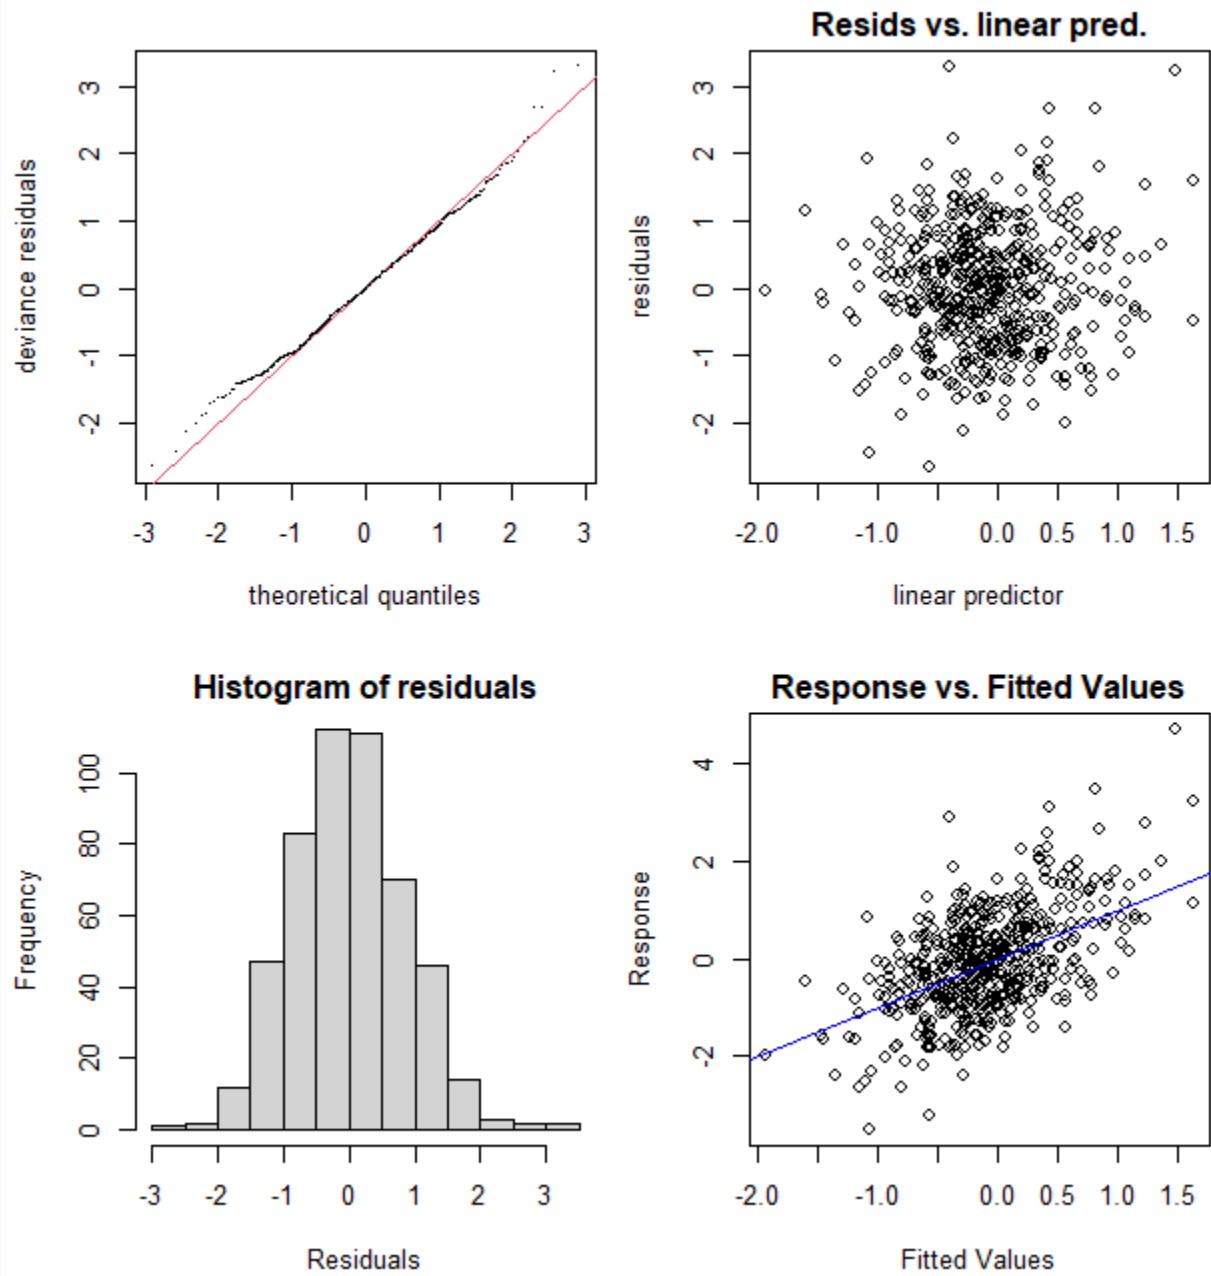 deviance residuals
3
2
1
0
-1
-2
-3 -2 -1 0 1 2 3
theoretical quantiles
Resids vs. linear pred.
residuals
3
2
1
0
-1
-2
-2.0 -1.0 0.0 0.5 1.0 1.5
linear predictor
Histogram of residuals
Frequency
100
80
60
40
20
0
-3 -2 -1 0 1 2 3
Residuals
Response vs. Fitted Values
Response
4
2
0
-2
-2.0 -1.0 0.0 0.5 1.0 1.5
Fitted Values